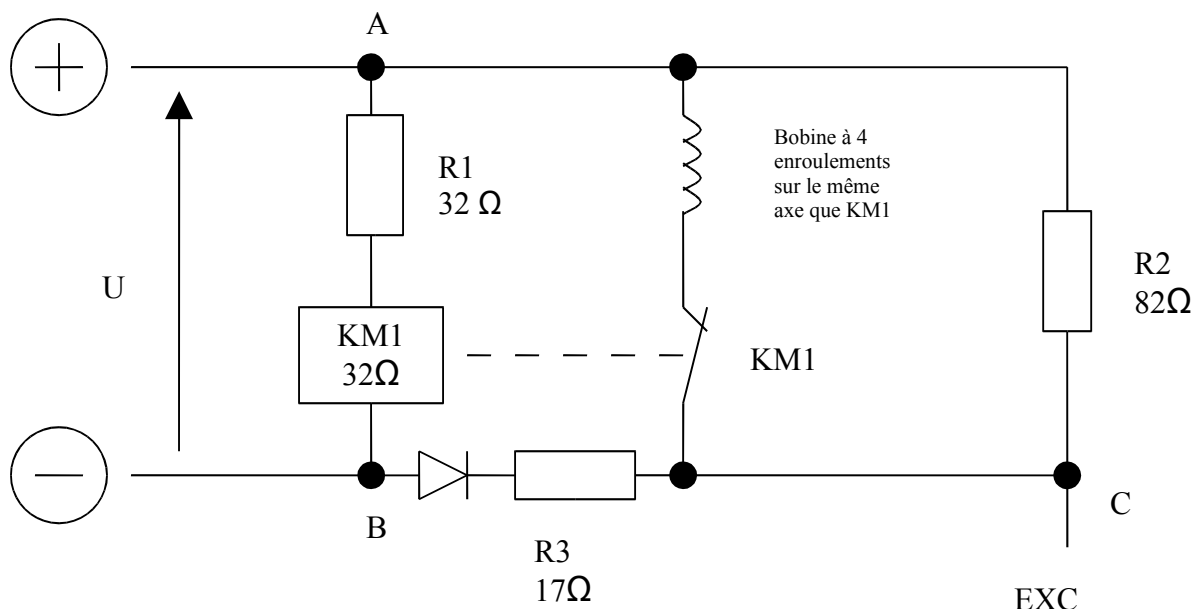 A
R1
32 Ω
Bobine à 4
enroulements
sur le même
axe que KM1
R2
82Ω
U
KM1
32Ω
KM1
B
C
R3
17Ω
EXC